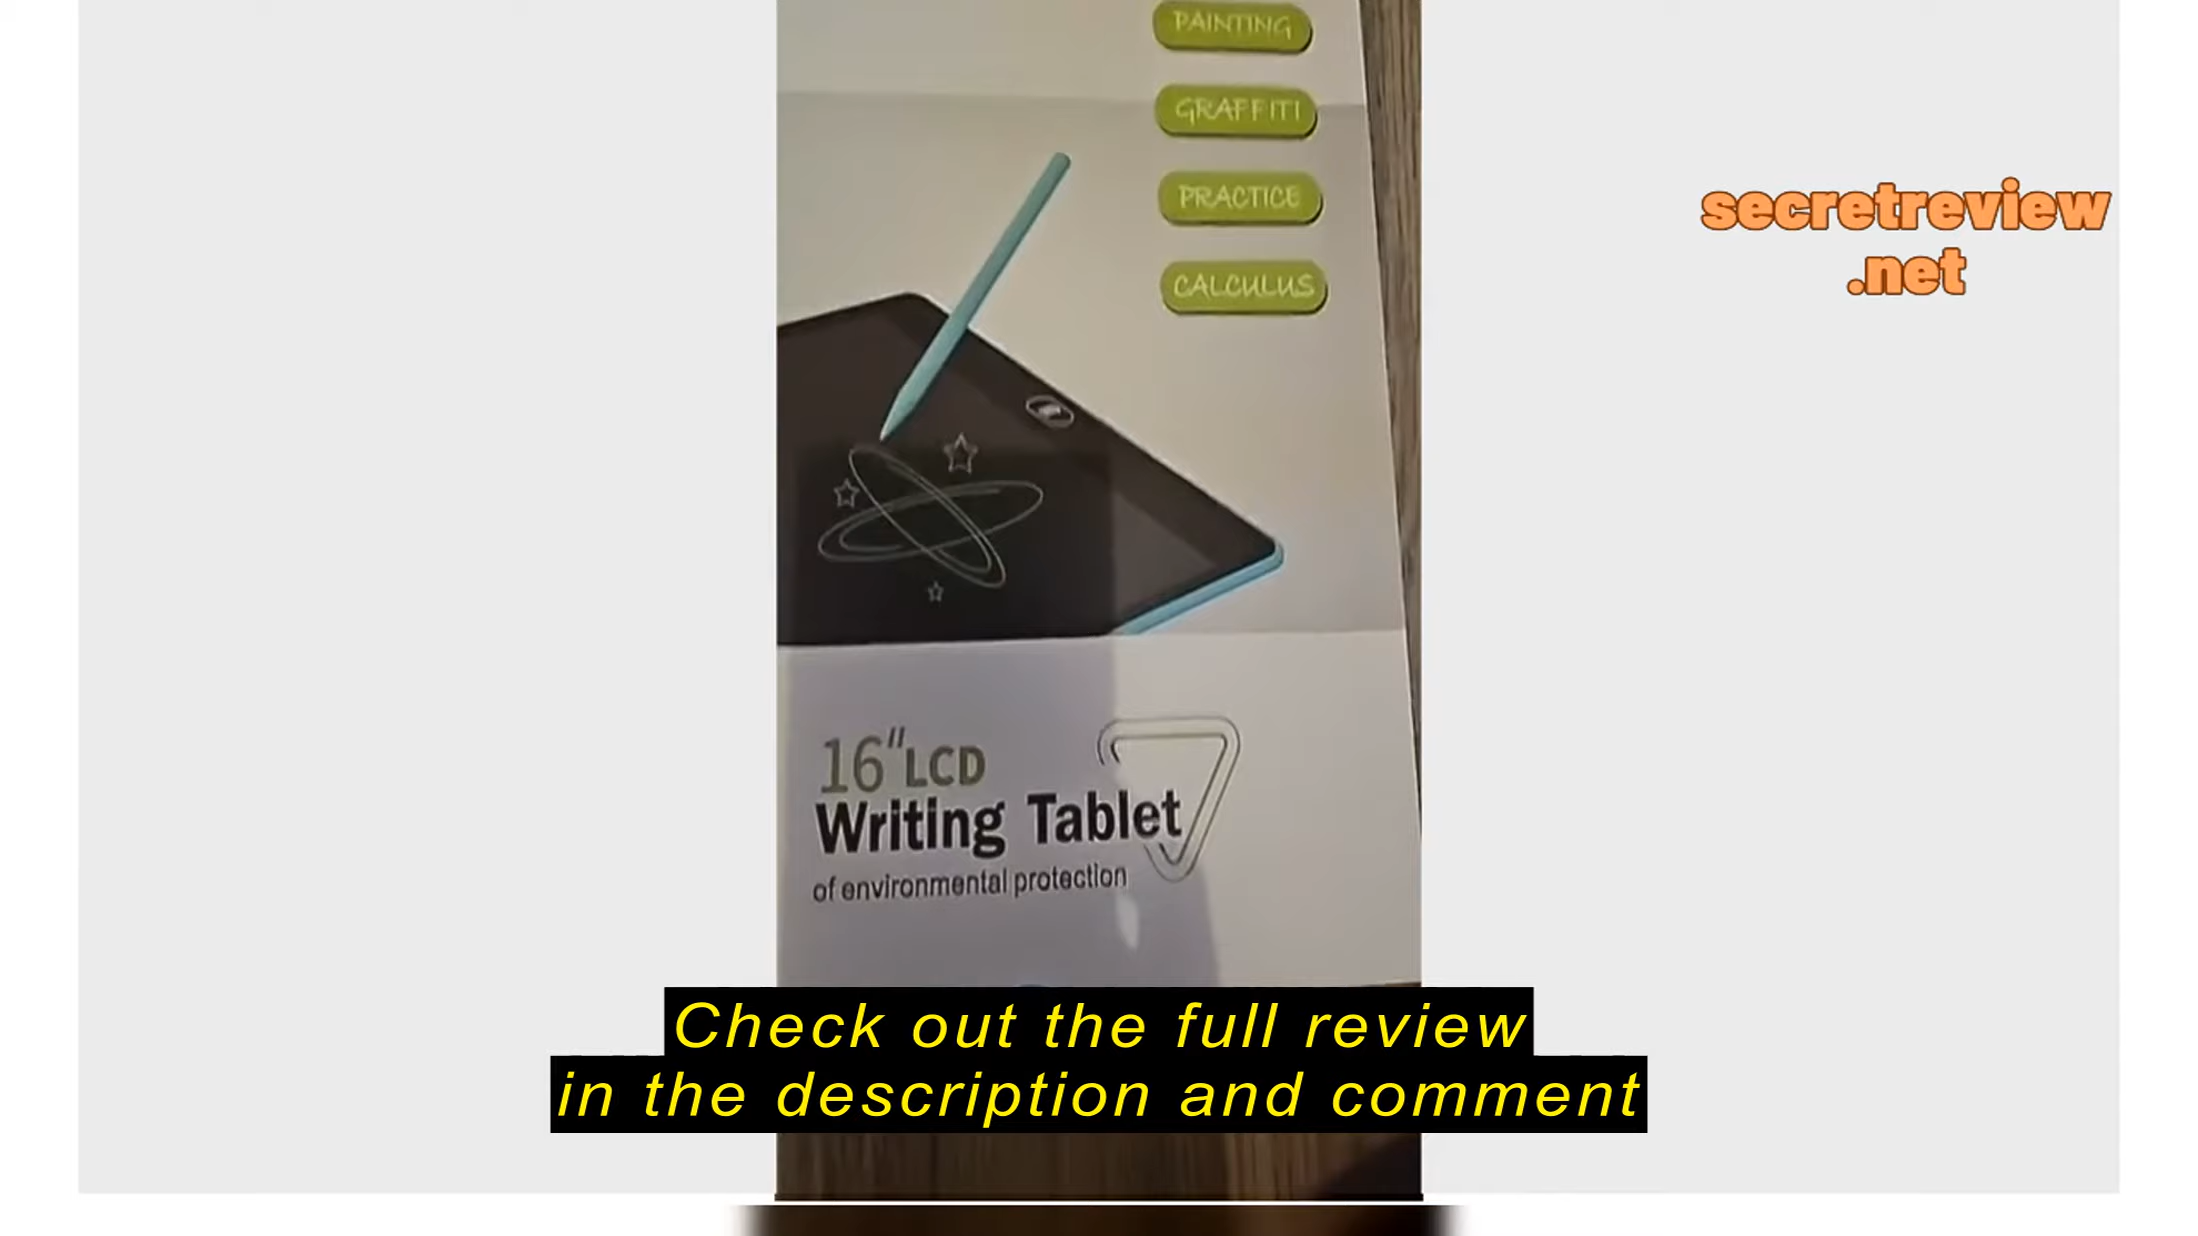 PAINTING
GRAFFITI
PRACTICE
CALCULUS
secretreview
.net
16" LCD
Writing Tablet
of environmental protection
Check out the full review
in the description and comment